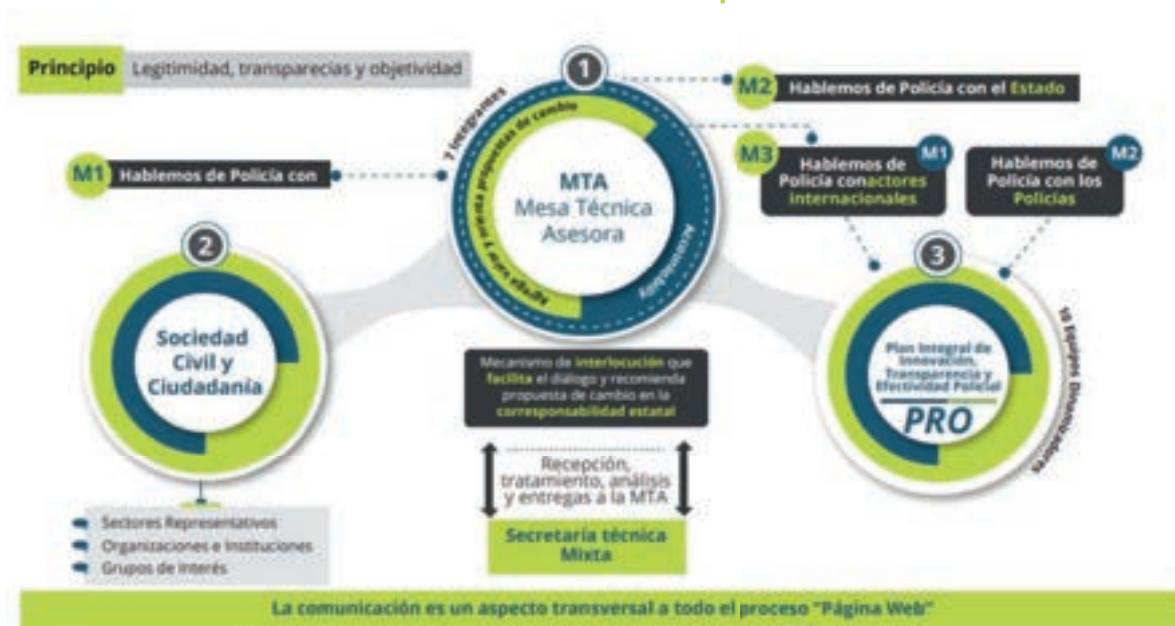 Principio
Legitimidad, transparecias y objetividad
1
7 integrantes
Agrega valor y orienta propuestas de cambio
MTA
Mesa Técnica
Asesora
M2
Hablemos de Policía con el Estado
M1
Hablemos de Policía con
M3
Hablemos de
Policía conactores
internacionales
M1
Hablemos de
Policía con los
Policías
M2
2
Sociedad
Civil y
Ciudadanía
3
Plan Integral de
Innovación,
Transparencia y
Efectividad Policial
PRO
Equipos Dinamizadores
Mecanismo de interlocución que
facilita el diálogo y recomienda
propuesta de cambio en la
corresponsabilidad estatal
Recepción,
tratamiento, análisis
y entregas a la MTA
Secretaría técnica
Mixta
Sectores Representativos
Organizaciones e Instituciones
Grupos de Interés
La comunicación es un aspecto transversal a todo el proceso "Página Web"